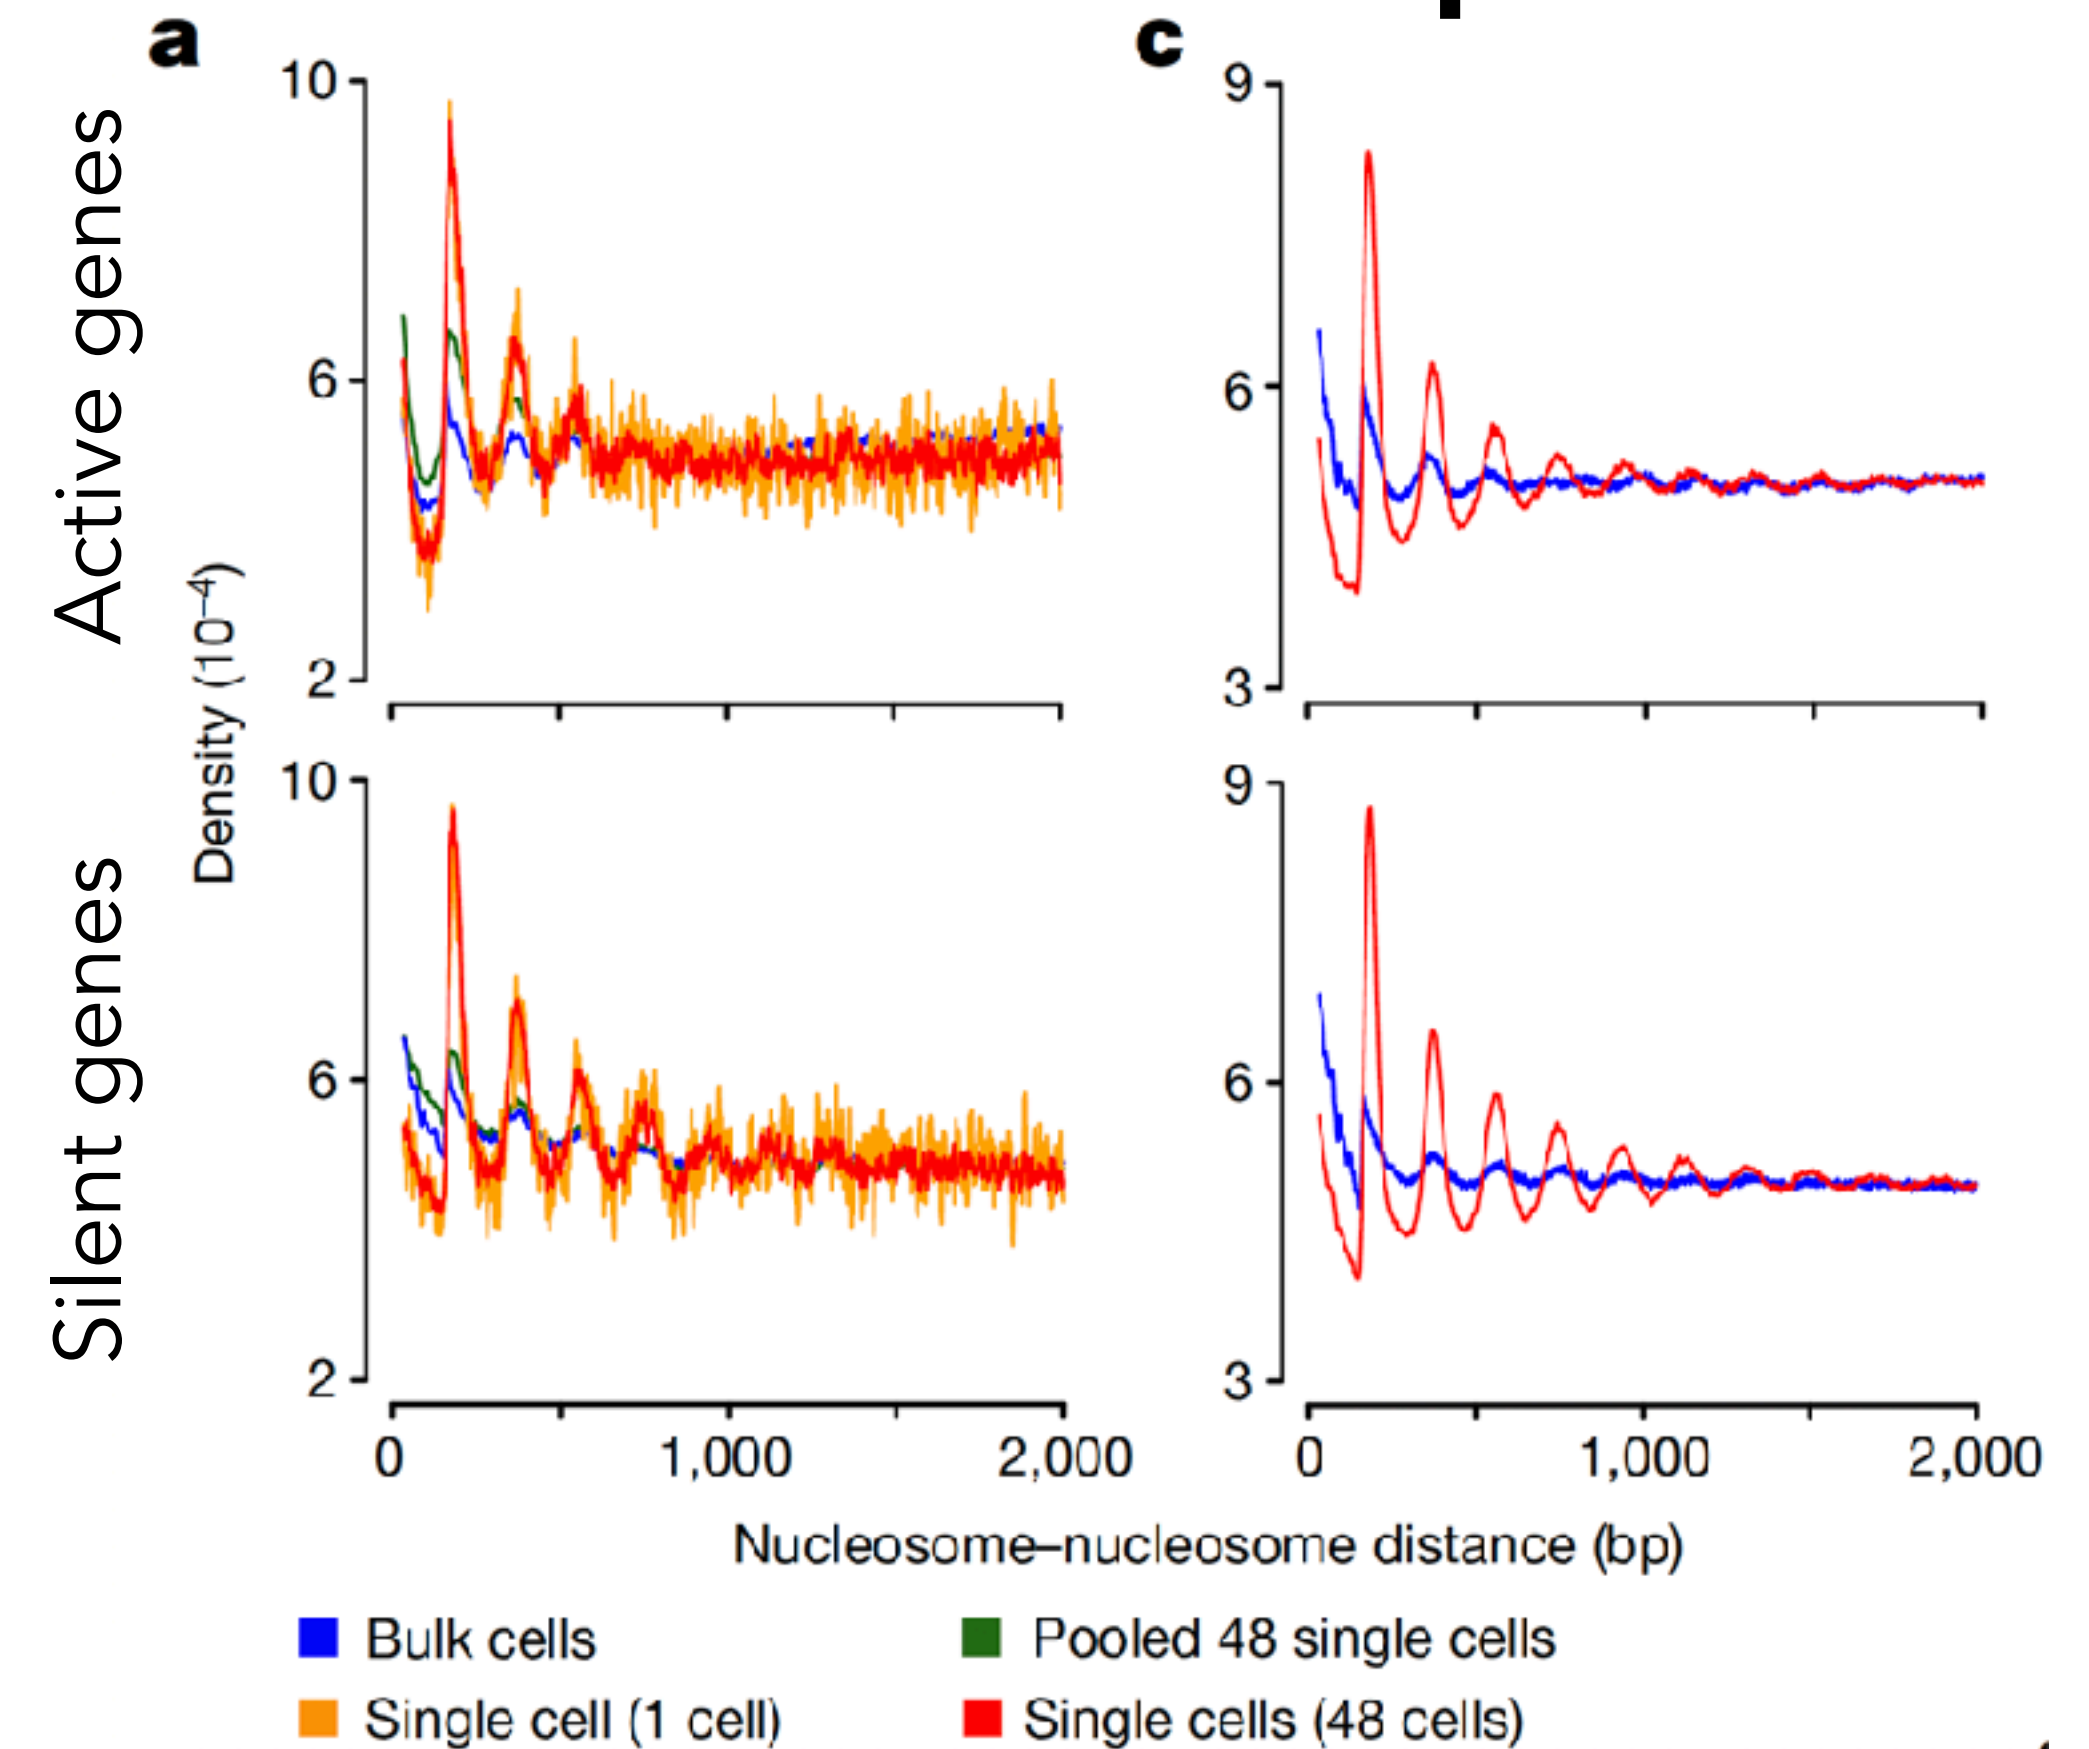 a
c
Active genes
Silent genes
Density (10⁻⁴)
10
6
2
9
6
3
10
6
2
9
6
3
0 1,000 2,000
0 1,000 2,000
Nucleosome–nucleosome distance (bp)
Bulk cells
Pooled 48 single cells
Single cell (1 cell)
Single cells (48 cells)